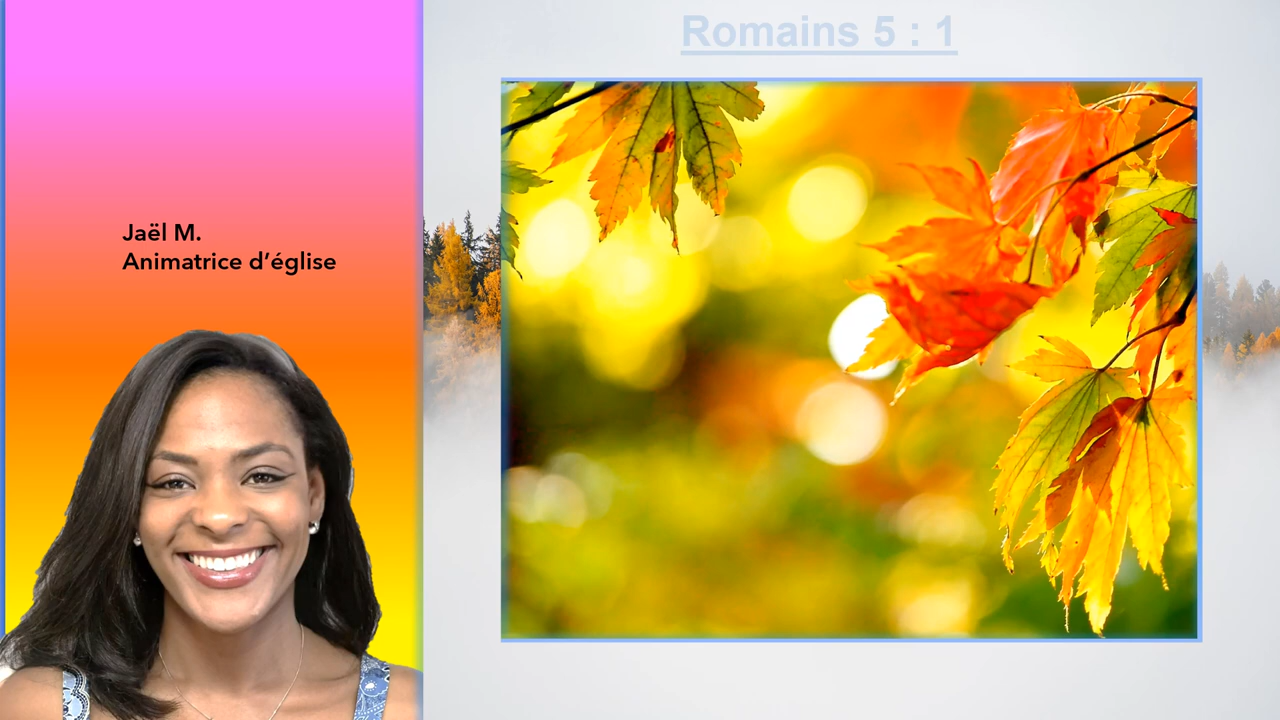 Romains 5 : 1
Jaël M.
Animatrice d’église